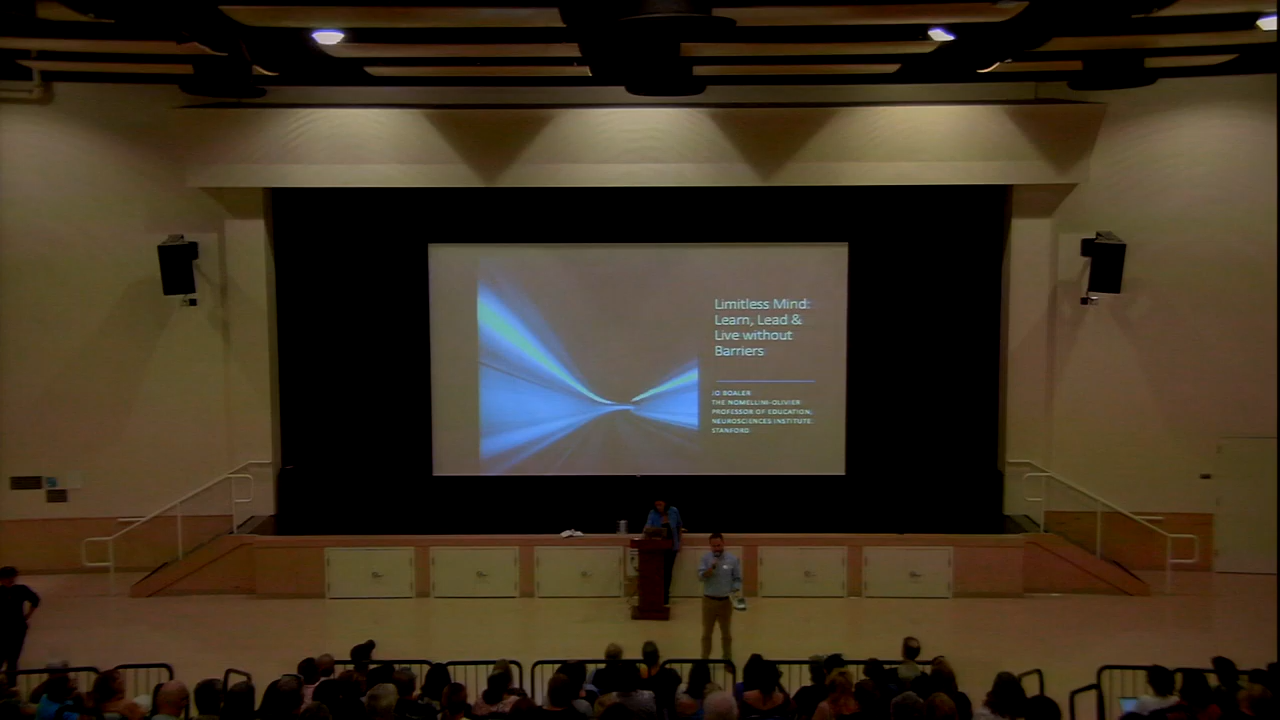 Limitless Mind:
Learn, Lead &
Live without
Barriers
JO BOALER
THE NOMELLINI-OLIVIER
PROFESSOR OF EDUCATION;
NEUROSCIENCES INSTITUTE.
STANFORD